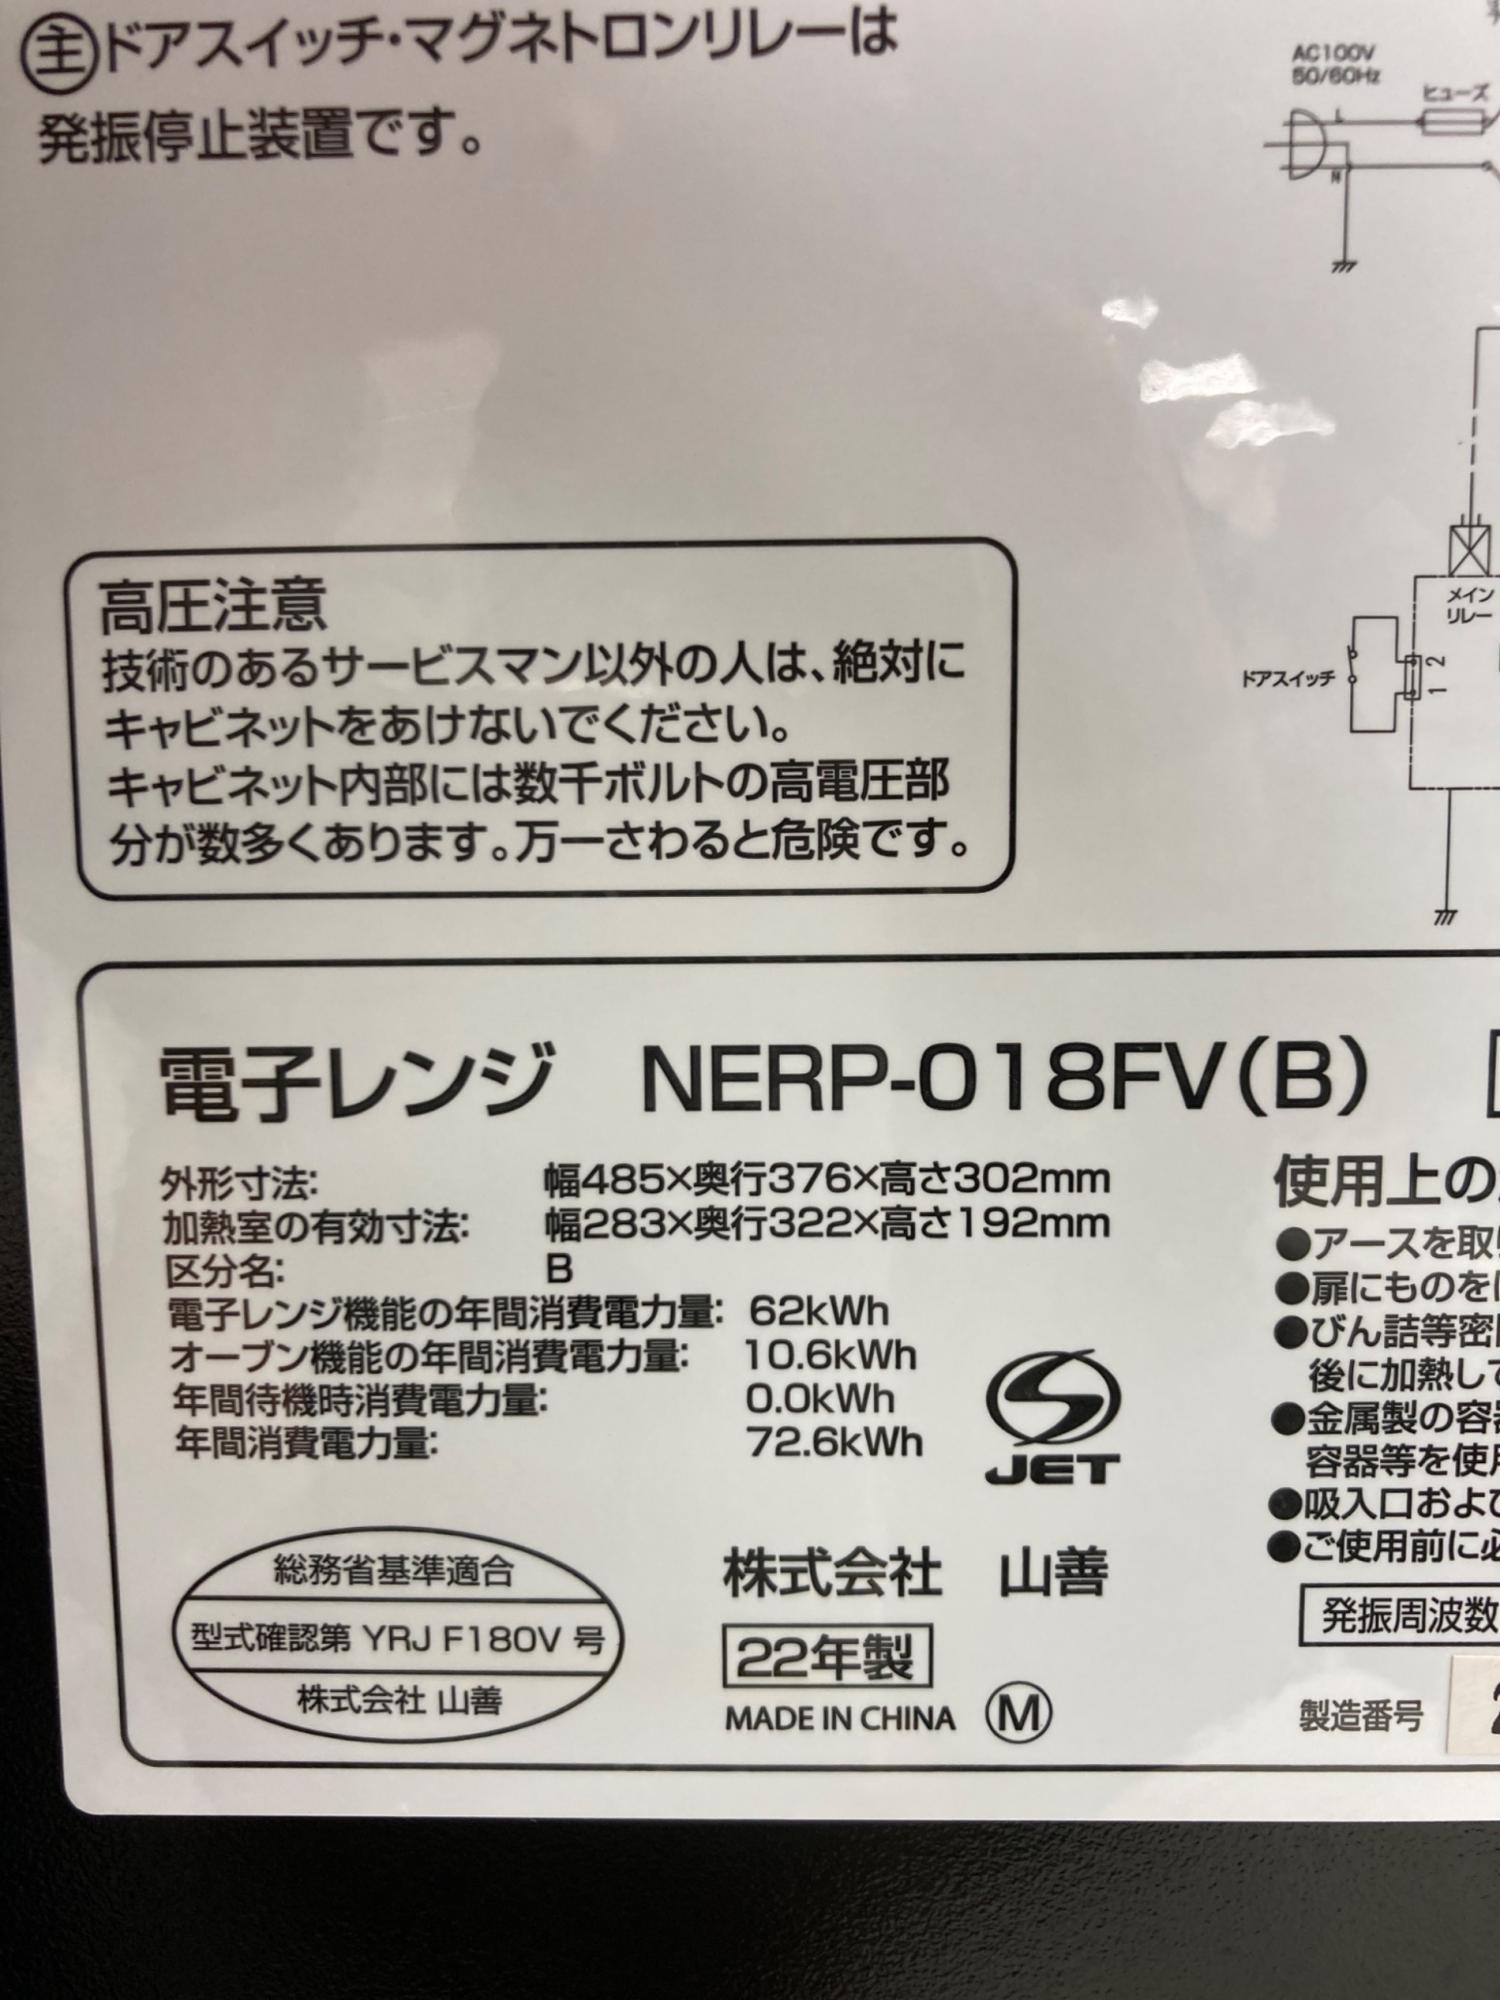 主ドアスイッチ・マグネトロンリレーは
発振停止装置です。
AC100V
50/60Hz
ヒューズ
L
N
高圧注意
技術のあるサービスマン以外の人は、絶対に
キャビネットをあけないでください。
キャビネット内部には数千ボルトの高電圧部
分が数多くあります。万一さわると危険です。
メイン
リレー
ドアスイッチ
2
1
電子レンジ NERP-018FV(B)
外形寸法: 幅485×奥行376×高さ302mm
加熱室の有効寸法: 幅283×奥行322×高さ192mm
区分名: B
電子レンジ機能の年間消費電力量: 62kWh
オーブン機能の年間消費電力量: 10.6kWh
年間待機時消費電力量: 0.0kWh
年間消費電力量: 72.6kWh
JET
総務省基準適合
型式確認第 YRJ F180V 号
株式会社 山善
株式会社 山善
22年製
MADE IN CHINA M
使用上の
●アースを取
●扉にものを
●びん詰等密
後に加熱し
●金属製の容
容器等を使
●吸入口およ
●ご使用前に
発振周波数
製造番号